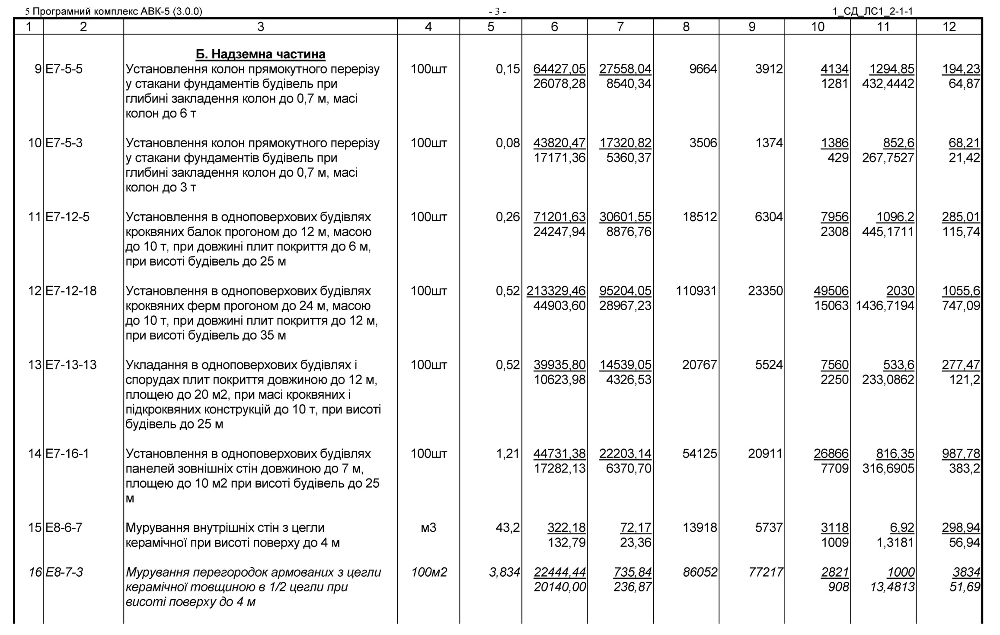 5 Програмний комплекс АВК-5 (3.0.0) - 3 - 1_СД_ЛС1_2-1-1
1 2 3 4 5 6 7 8 9 10 11 12
Б. Надземна частина
9 Е7-5-5 Установлення колон прямокутного перерізу 100шт 0,15 64427,05 27558,04 9664 3912 4134 1294,85 194,23
у стакани фундаментів будівель при 26078,28 8540,34 1281 432,4442 64,87
глибині закладення колон до 0,7 м, масі
колон до 6 т
10 Е7-5-3 Установлення колон прямокутного перерізу 100шт 0,08 43820,47 17320,82 3506 1374 1386 852,6 68,21
у стакани фундаментів будівель при 17171,36 5360,37 429 267,7527 21,42
глибині закладення колон до 0,7 м, масі
колон до 3 т
11 Е7-12-5 Установлення в одноповерхових будівлях 100шт 0,26 71201,63 30601,55 18512 6304 7956 1096,2 285,01
кроквяних балок прогоном до 12 м, масою 24247,94 8876,76 2308 445,1711 115,74
до 10 т, при довжині плит покриття до 6 м,
при висоті будівель до 25 м
12 Е7-12-18 Установлення в одноповерхових будівлях 100шт 0,52 213329,46 95204,05 110931 23350 49506 2030 1055,6
кроквяних ферм прогоном до 24 м, масою 44903,60 28967,23 15063 1436,7194 747,09
до 10 т, при довжині плит покриття до 12 м,
при висоті будівель до 35 м
13 Е7-13-13 Укладання в одноповерхових будівлях і 100шт 0,52 39935,80 14539,05 20767 5524 7560 533,6 277,47
спорудах плит покриття довжиною до 12 м, 10623,98 4326,53 2250 233,0862 121,2
площею до 20 м2, при масі кроквяних і
підкроквяних конструкцій до 10 т, при висоті
будівель до 25 м
14 Е7-16-1 Установлення в одноповерхових будівлях 100шт 1,21 44731,38 22203,14 54125 20911 26866 816,35 987,78
панелей зовнішніх стін довжиною до 7 м, 17282,13 6370,70 7709 316,6905 383,2
площею до 10 м2 при висоті будівель до 25
м
15 Е8-6-7 Мурування внутрішніх стін з цегли м3 43,2 322,18 72,17 13918 5737 3118 6,92 298,94
керамічної при висоті поверху до 4 м 132,79 23,36 1009 1,3181 56,94
16 Е8-7-3 Мурування перегородок армованих з цегли 100м2 3,834 22444,44 735,84 86052 77217 2821 1000 3834
керамічної товщиною в 1/2 цегли при 20140,00 236,87 908 13,4813 51,69
висоті поверху до 4 м